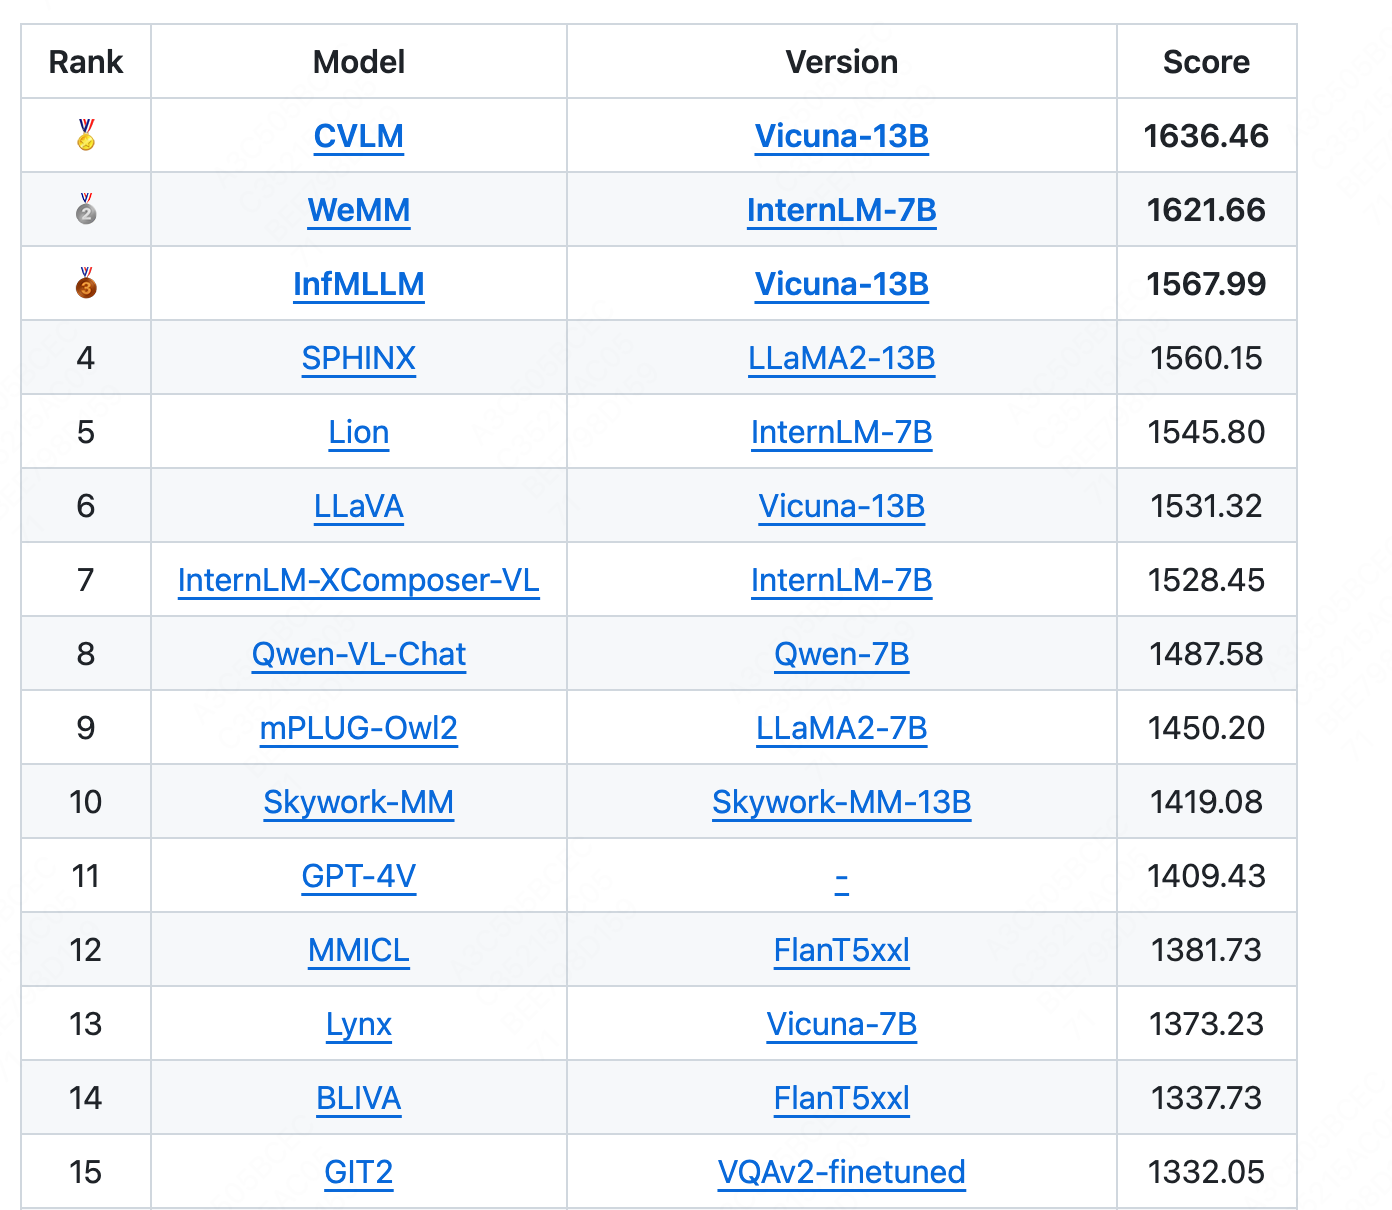 Rank Model Version Score
🥇 CVLM Vicuna-13B 1636.46
🥈 WeMM InternLM-7B 1621.66
🥉 InfMLLM Vicuna-13B 1567.99
4 SPHINX LLaMA2-13B 1560.15
5 Lion InternLM-7B 1545.80
6 LLaVA Vicuna-13B 1531.32
7 InternLM-XComposer-VL InternLM-7B 1528.45
8 Qwen-VL-Chat Qwen-7B 1487.58
9 mPLUG-Owl2 LLaMA2-7B 1450.20
10 Skywork-MM Skywork-MM-13B 1419.08
11 GPT-4V - 1409.43
12 MMICL FlanT5xxl 1381.73
13 Lynx Vicuna-7B 1373.23
14 BLIVA FlanT5xxl 1337.73
15 GIT2 VQAv2-finetuned 1332.05